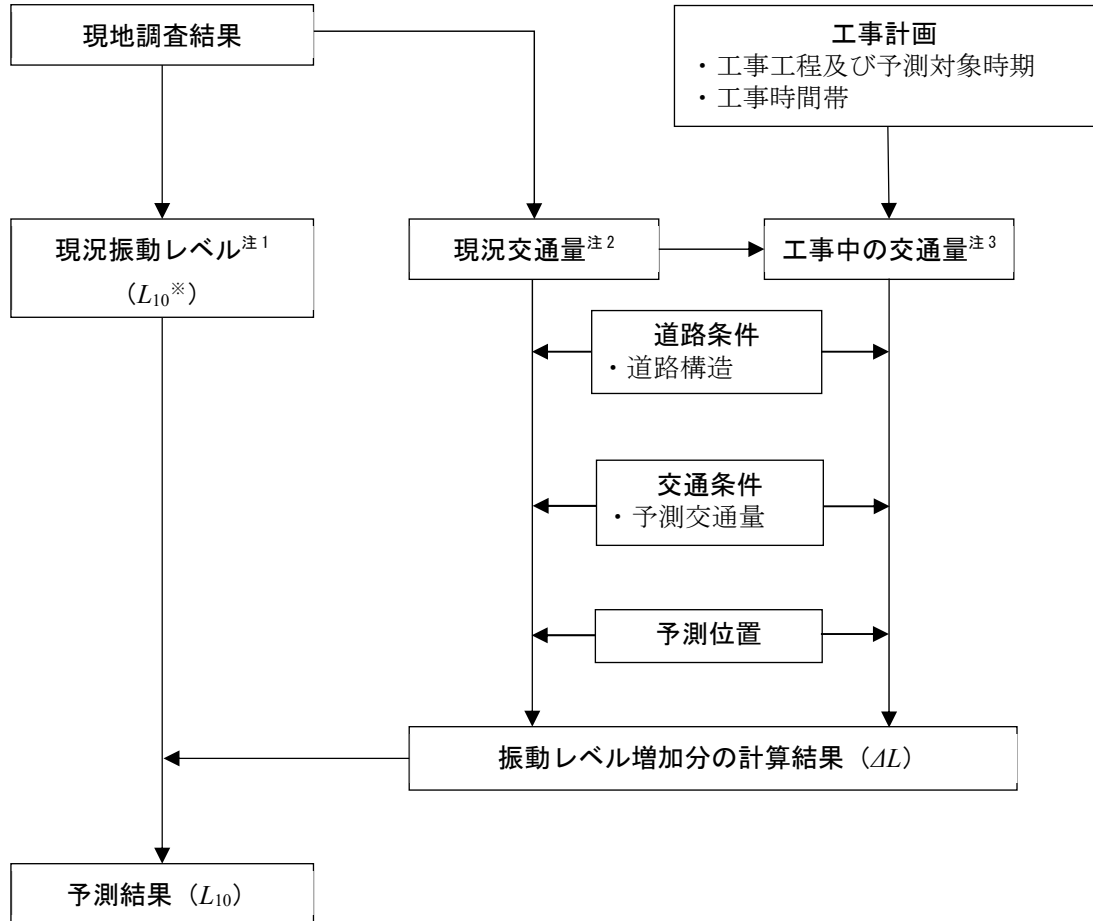 現地調査結果
工事計画
・工事工程及び予測対象時期
・工事時間帯
現況振動レベル注1
（L10※）
現況交通量注2
工事中の交通量注3
道路条件
・道路構造
交通条件
・予測交通量
予測位置
振動レベル増加分の計算結果（ΔL）
予測結果（L10）